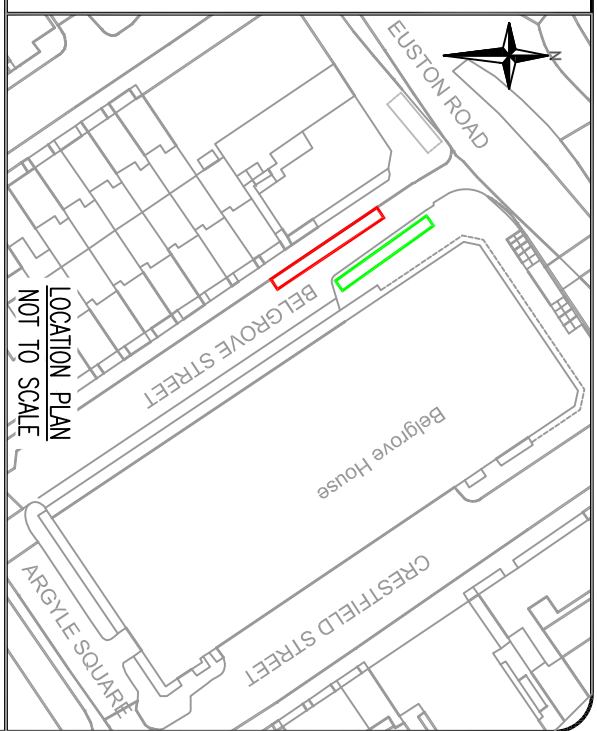 EUSTON ROAD
N
BELGROVE STREET
Belgrove House
CRESTFIELD STREET
ARGYLE SQUARE
LOCATION PLAN
NOT TO SCALE